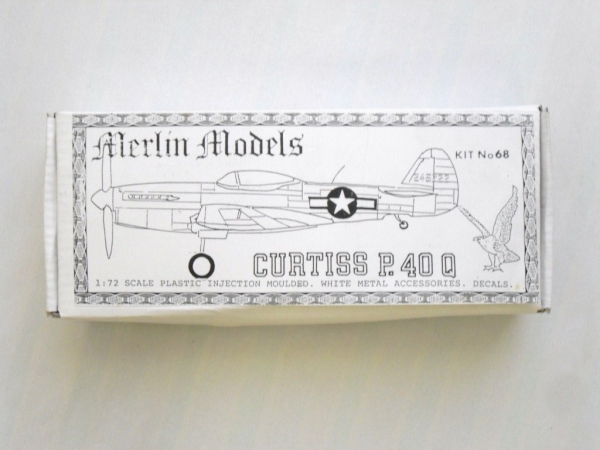 Merlin Models
KIT No 68
CURTISS P.40 Q
1:72 SCALE PLASTIC INJECTION MOULDED. WHITE METAL ACCESSORIES. DECALS.